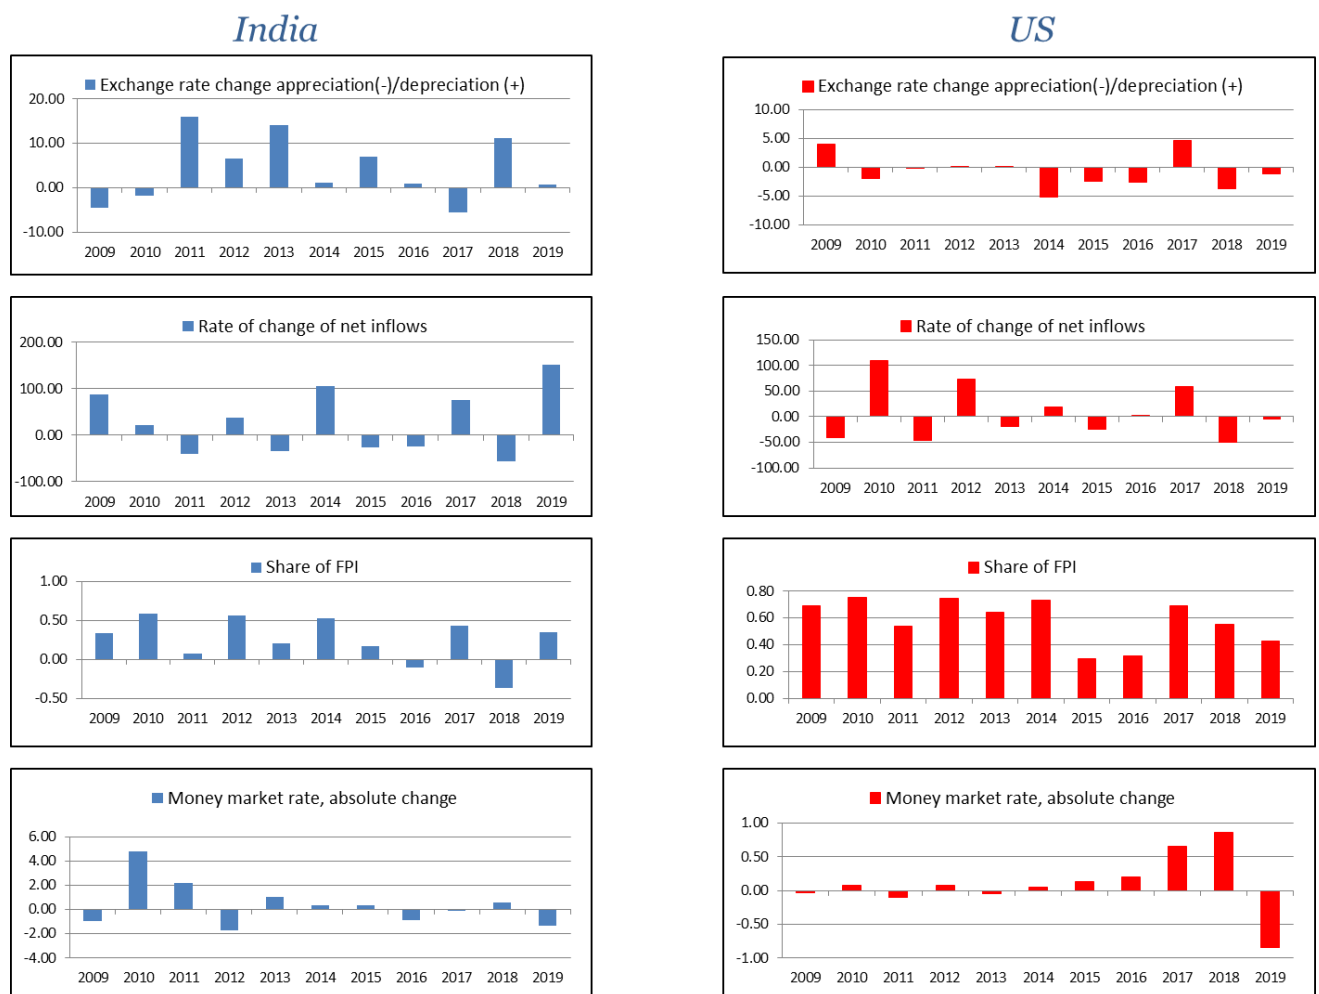 India
Exchange rate change appreciation(-)/depreciation (+)
20.00
10.00
0.00
-10.00
2009 2010 2011 2012 2013 2014 2015 2016 2017 2018 2019
Rate of change of net inflows
200.00
100.00
0.00
-100.00
2009 2010 2011 2012 2013 2014 2015 2016 2017 2018 2019
Share of FPI
1.00
0.50
0.00
-0.50
2009 2010 2011 2012 2013 2014 2015 2016 2017 2018 2019
Money market rate, absolute change
6.00
4.00
2.00
0.00
-2.00
-4.00
2009 2010 2011 2012 2013 2014 2015 2016 2017 2018 2019
US
Exchange rate change appreciation(-)/depreciation (+)
10.00
5.00
0.00
-5.00
-10.00
2009 2010 2011 2012 2013 2014 2015 2016 2017 2018 2019
Rate of change of net inflows
150.00
100.00
50.00
0.00
-50.00
-100.00
2009 2010 2011 2012 2013 2014 2015 2016 2017 2018 2019
Share of FPI
0.80
0.60
0.40
0.20
0.00
2009 2010 2011 2012 2013 2014 2015 2016 2017 2018 2019
Money market rate, absolute change
1.00
0.50
0.00
-0.50
-1.00
2009 2010 2011 2012 2013 2014 2015 2016 2017 2018 2019